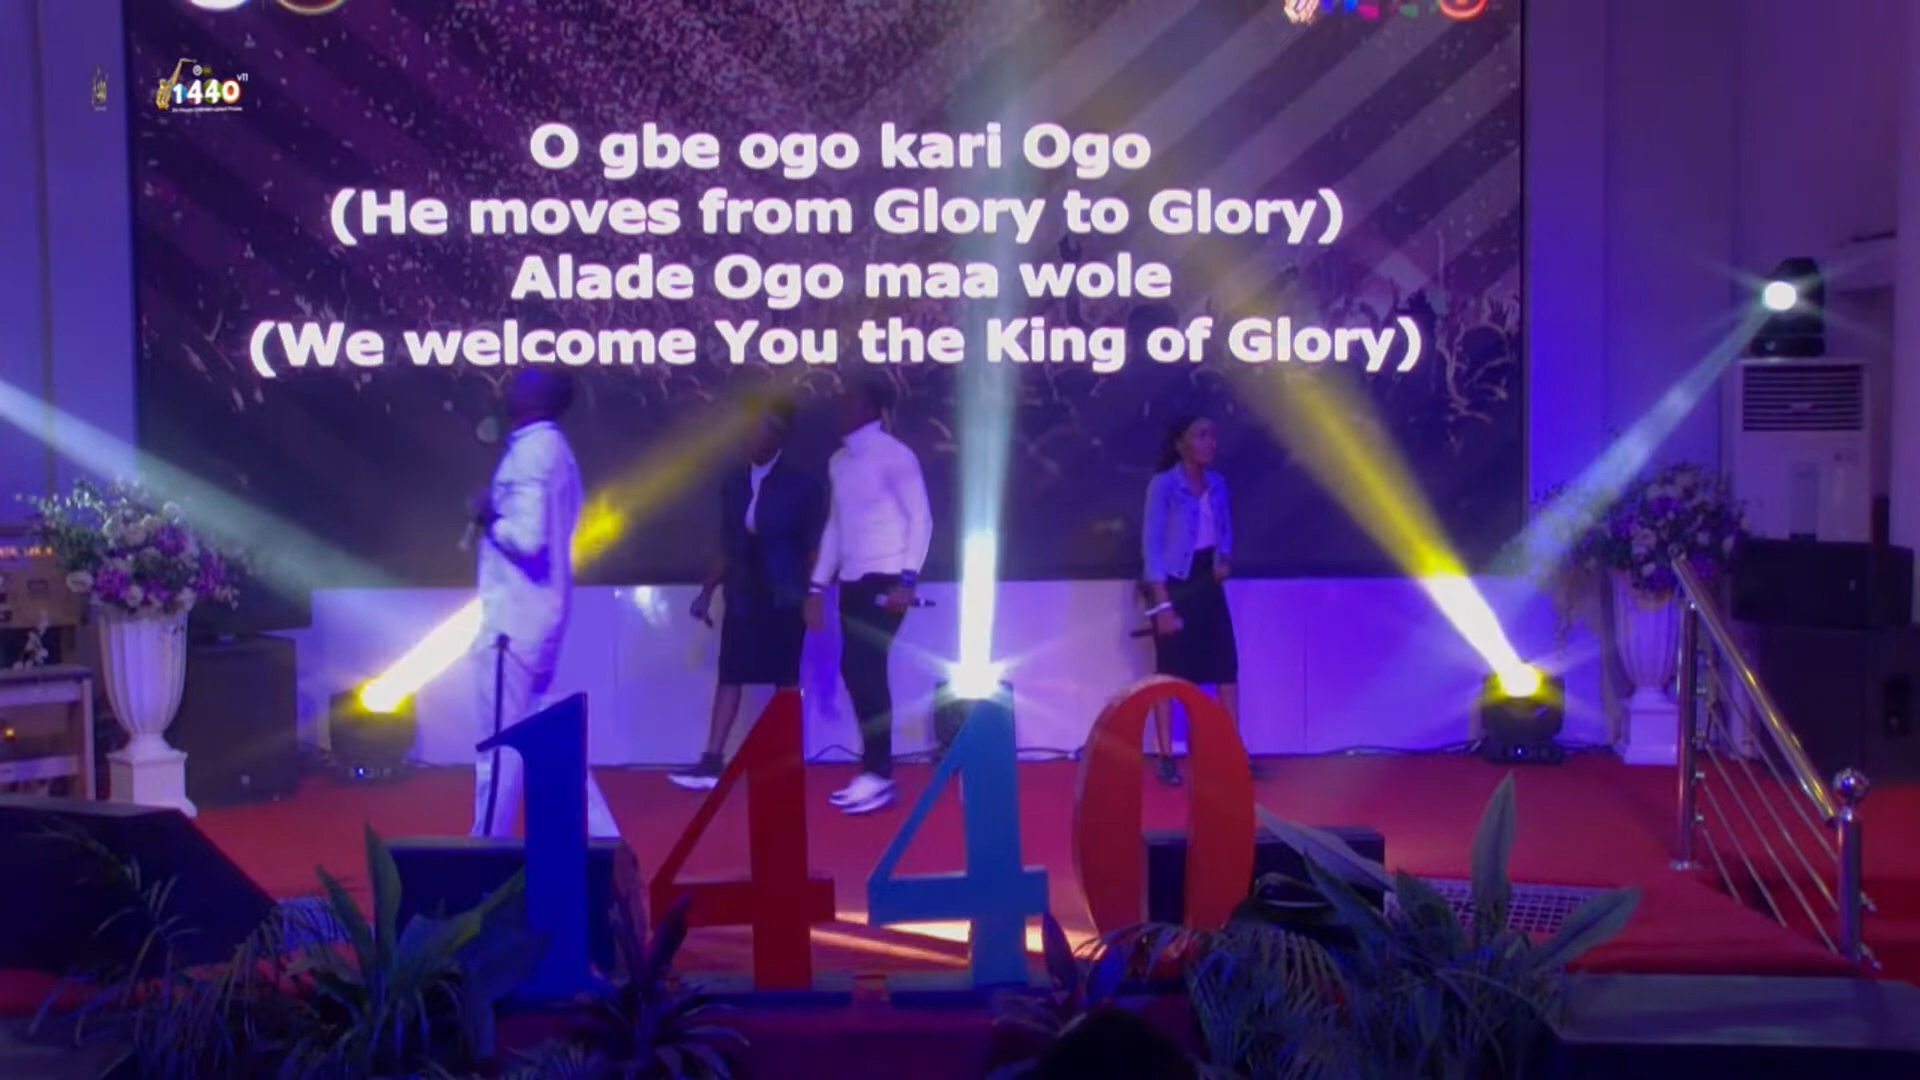 1440
v11
O gbe ogo kari Ogo
(He moves from Glory to Glory)
Alade Ogo maa wole
(We welcome You the King of Glory)
1440